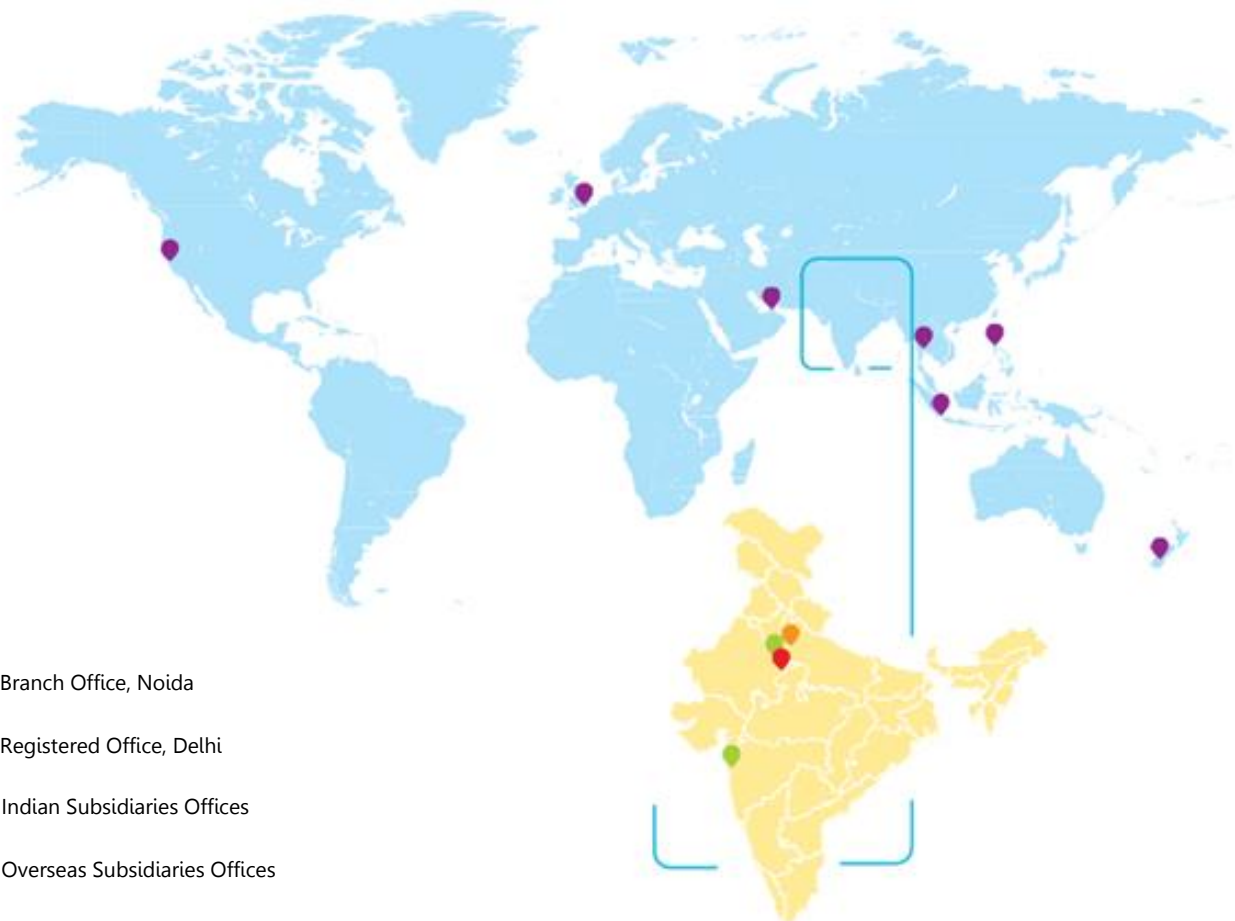 Branch Office, Noida
Registered Office, Delhi
Indian Subsidiaries Offices
Overseas Subsidiaries Offices